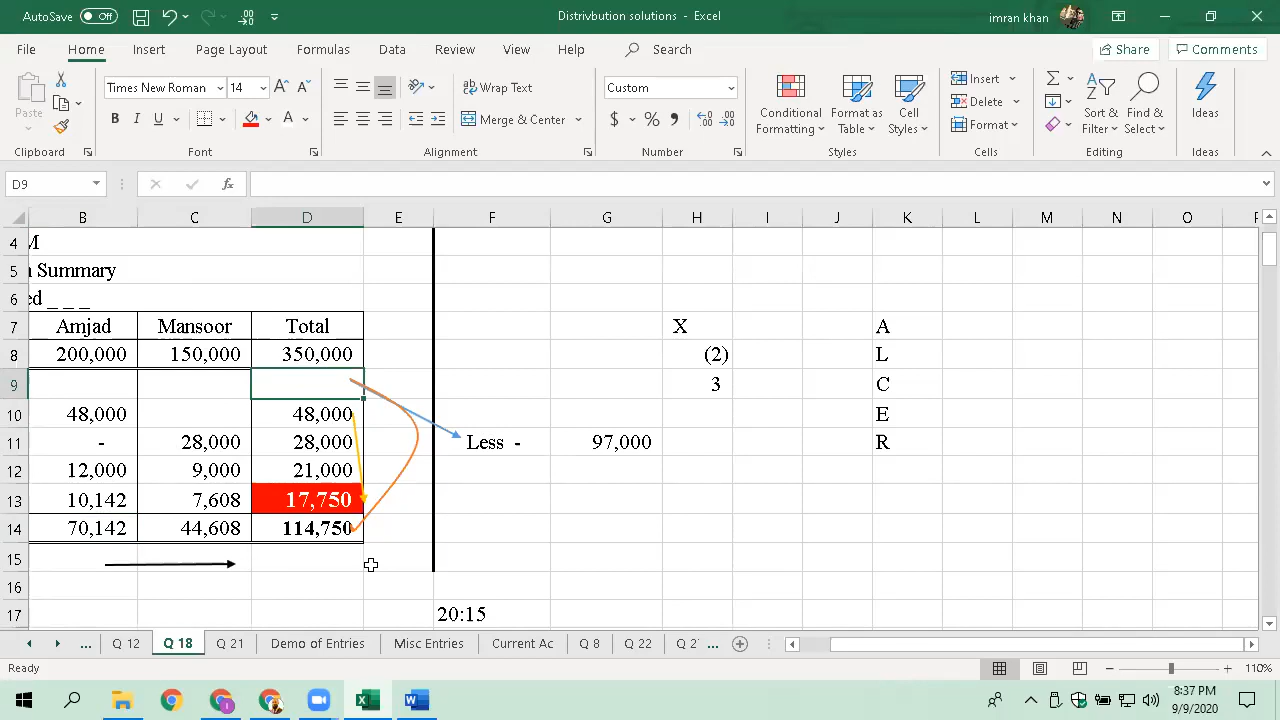 AutoSave Off
Distrivbution solutions - Excel
imran khan
File Home Insert Page Layout Formulas Data Review View Help Search
Share Comments
Paste
Clipboard
Times New Roman 14
B I U
Font
Wrap Text
Merge & Center
Alignment
Custom
$ %
Number
Conditional Formatting
Format as Table
Cell Styles
Styles
Insert
Delete
Format
Cells
Sort & Filter
Find & Select
Editing
Ideas
Ideas
D9 fx
B C D E F G H I J K L M N O
4 M
5 Summary
6 ed _ _ _
7 Amjad Mansoor Total X A
8 200,000 150,000 350,000 (2) L
9 3 C
10 48,000 48,000 E
11 - 28,000 28,000 Less - 97,000 R
12 12,000 9,000 21,000
13 10,142 7,608 17,750
14 70,142 44,608 114,750
15
16
17 20:15
... Q 12 Q 18 Q 21 Demo of Entries Misc Entries Current Ac Q 8 Q 22 ...
Ready
110%
8:37 PM
9/9/2020